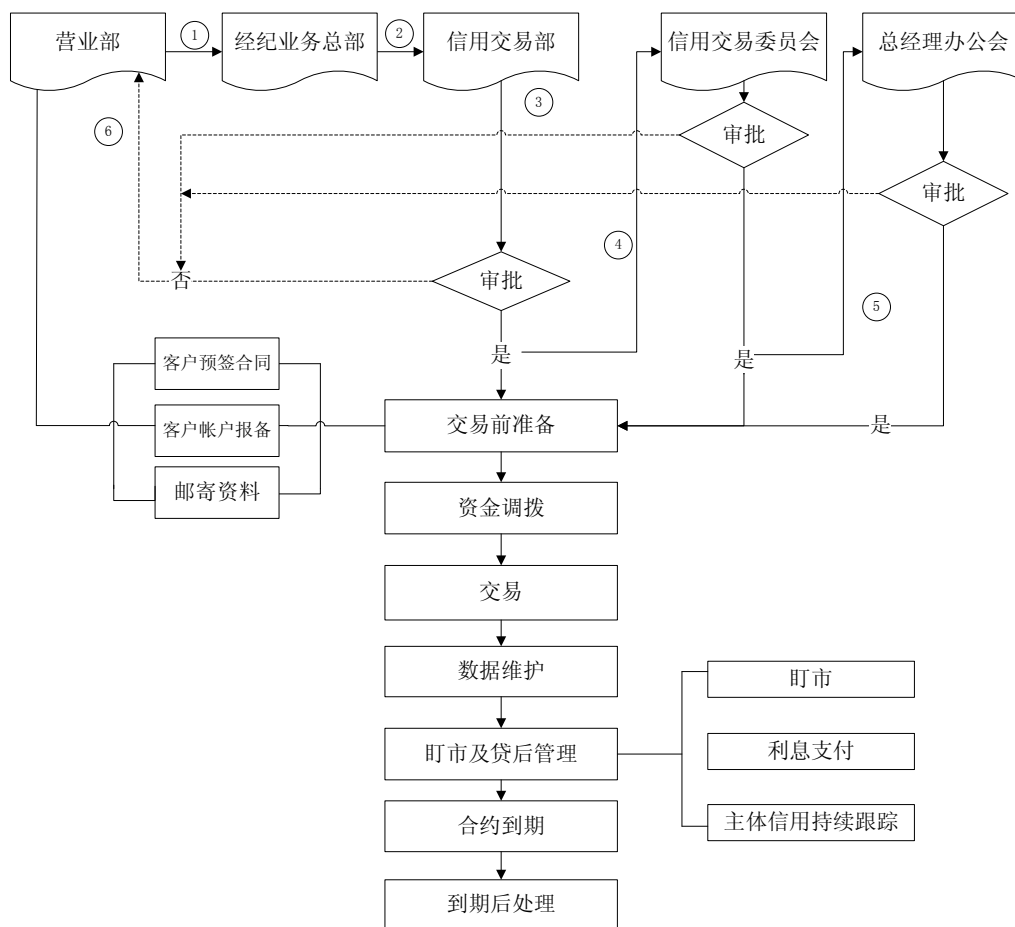 营业部
①
经纪业务总部
②
信用交易部
信用交易委员会
总经理办公会
③
⑥
审批
审批
④
否
审批
⑤
是
是
客户预签合同
客户帐户报备
交易前准备
是
邮寄资料
资金调拨
交易
数据维护
盯市
盯市及贷后管理
利息支付
合约到期
主体信用持续跟踪
到期后处理